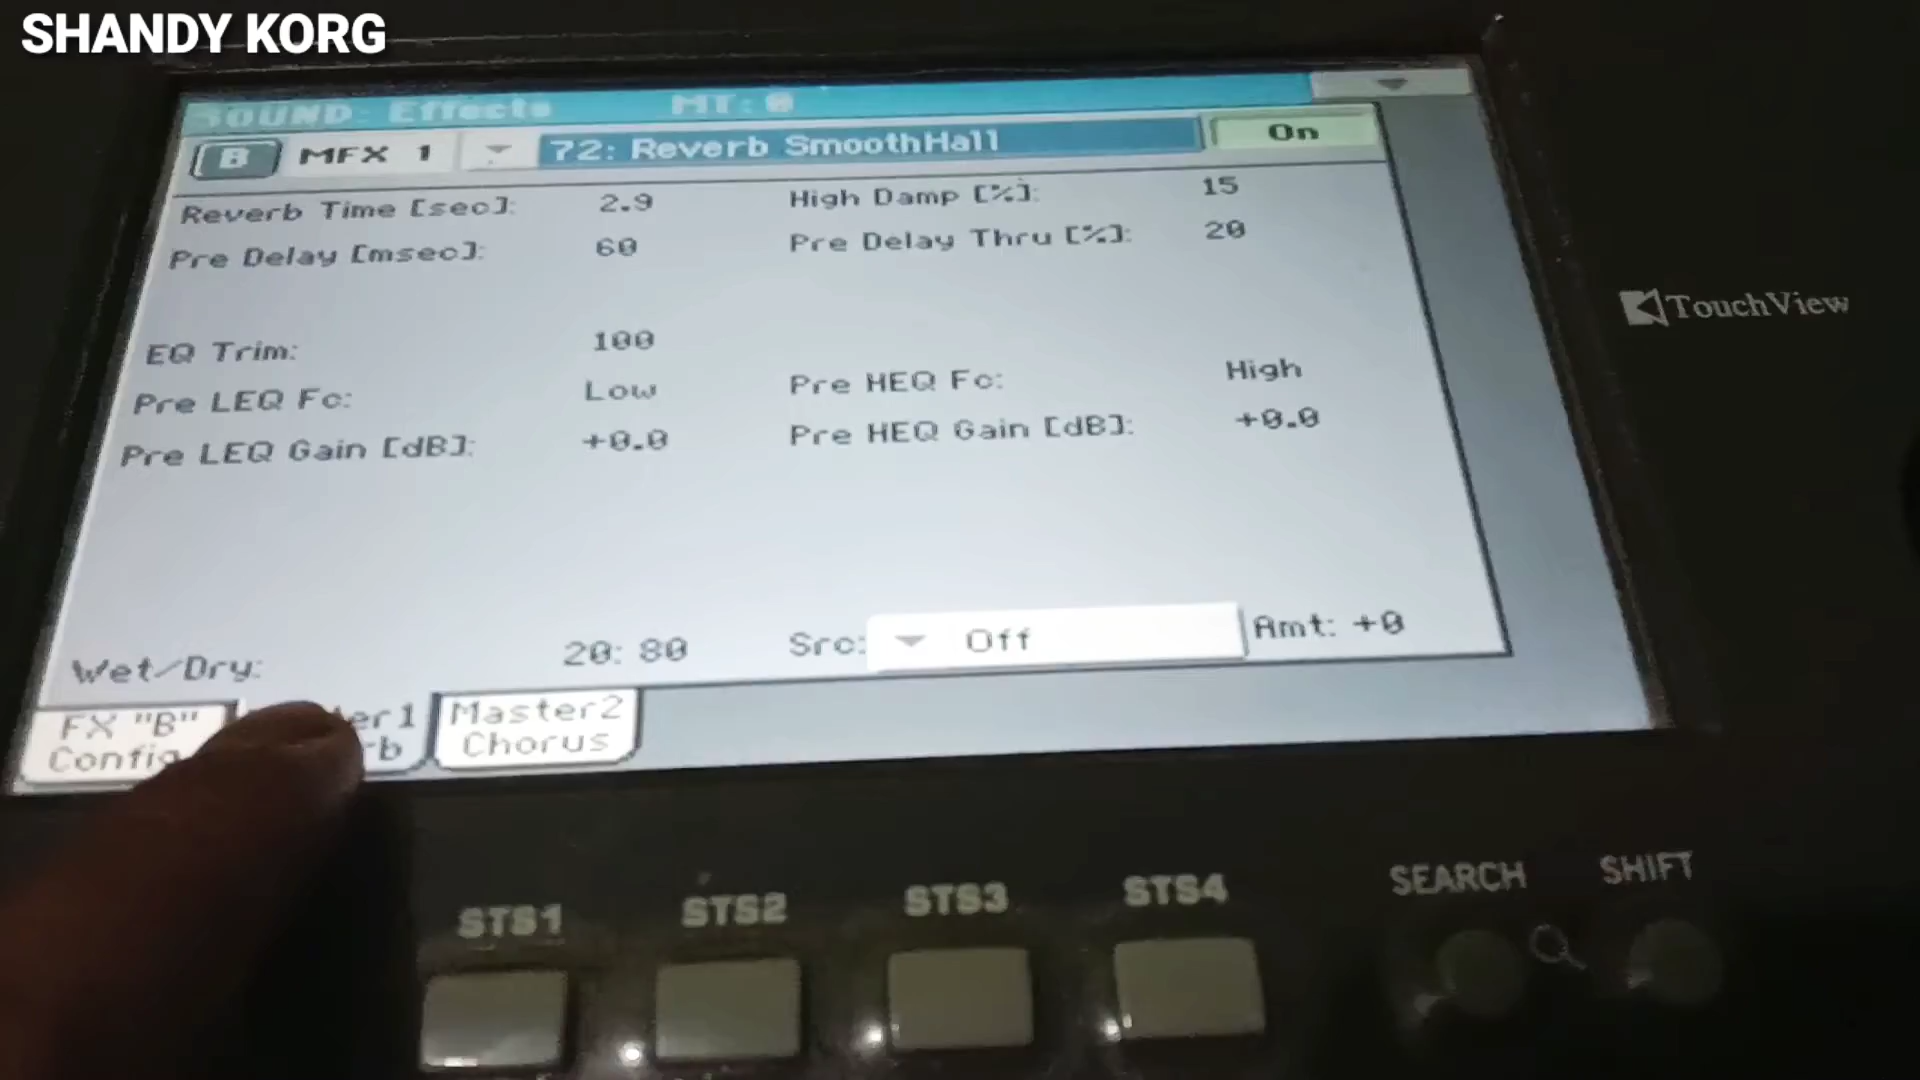 SHANDY KORG
SOUND: Effects MT: 0
B MFX 1 72: Reverb SmoothHall On
Reverb Time [sec]: 2.9 High Damp [%]: 15
Pre Delay [msec]: 60 Pre Delay Thru [%]: 20
EQ Trim: 100
Pre LEQ Fc: Low Pre HEQ Fc: High
Pre LEQ Gain [dB]: +0.0 Pre HEQ Gain [dB]: +0.0
Wet/Dry: 20: 80 Src: Off Amt: +0
FX "B" Master2
Config Chorus
TouchView
STS1 STS2 STS3 STS4 SEARCH SHIFT